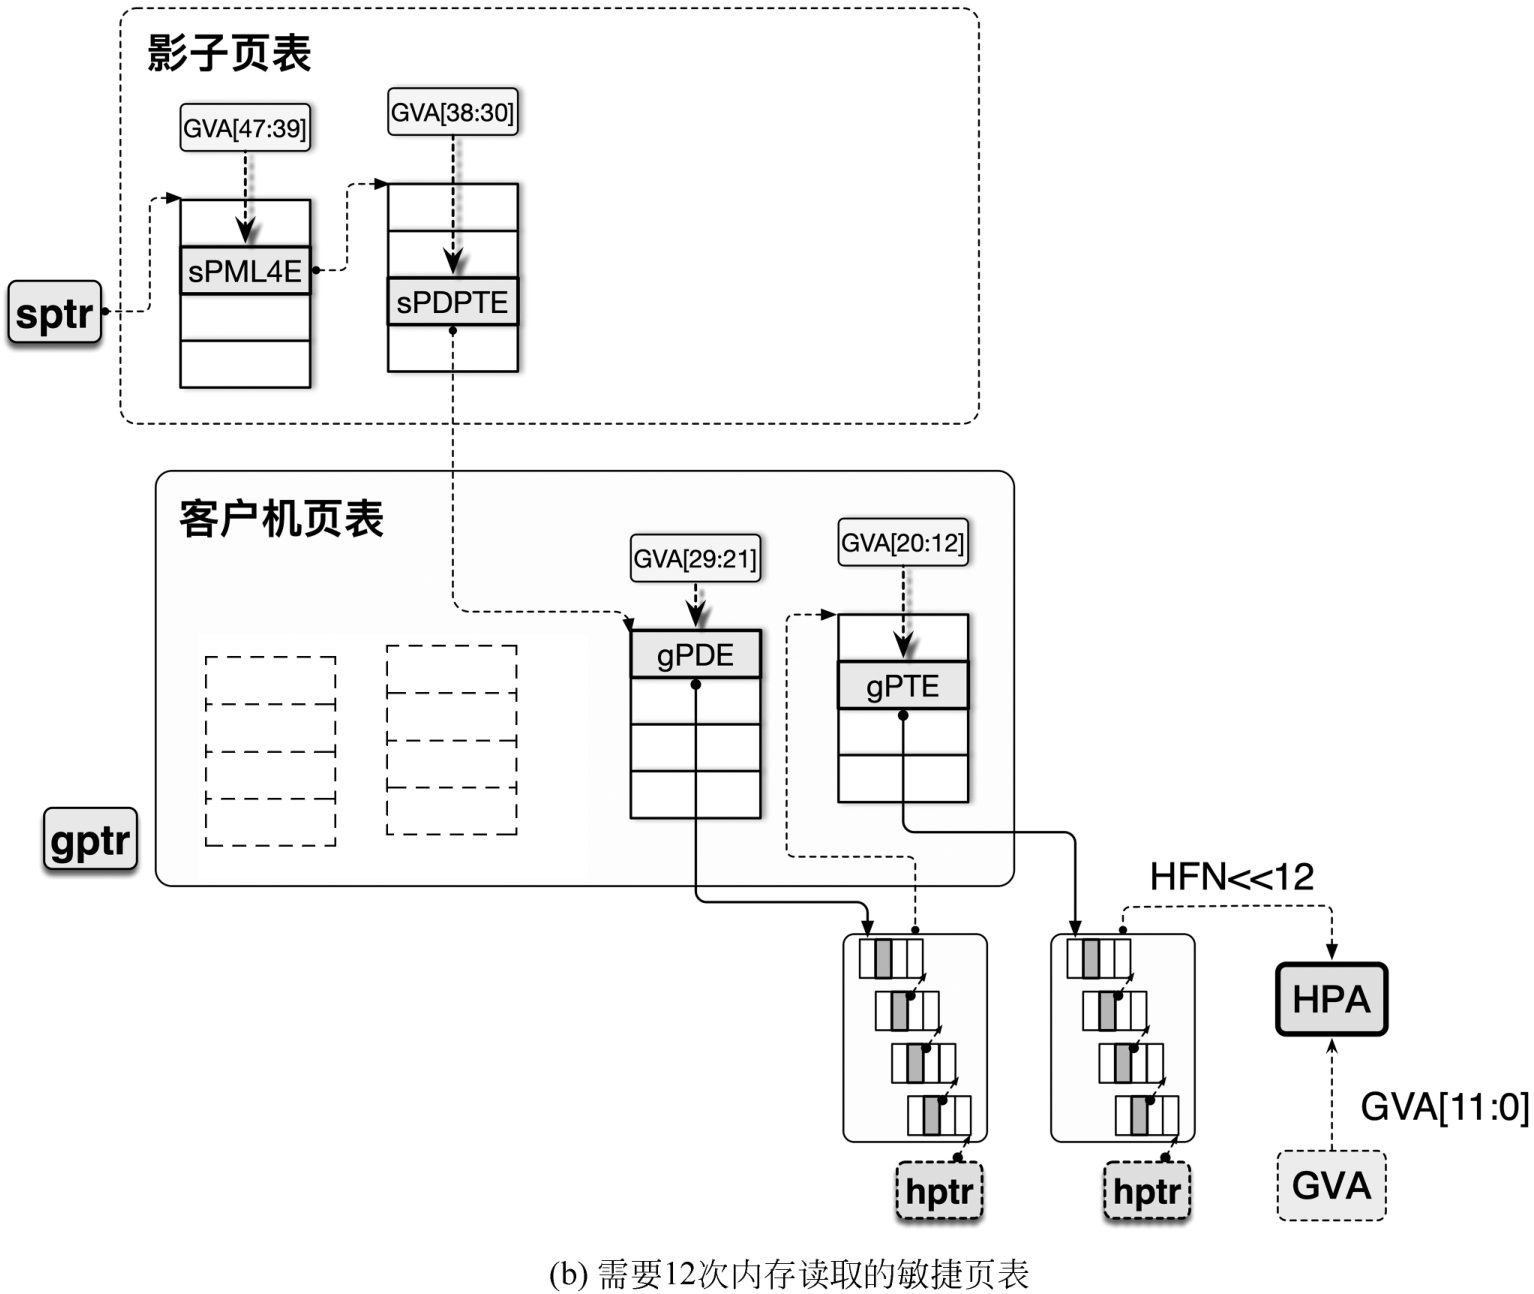 影子页表
GVA[47:39]
GVA[38:30]
sPML4E
sPDPTE
sptr
客户机页表
GVA[29:21]
GVA[20:12]
gPDE
gPTE
gptr
HFN<<12
HPA
GVA[11:0]
GVA
hptr
hptr
(b) 需要12次内存读取的敏捷页表